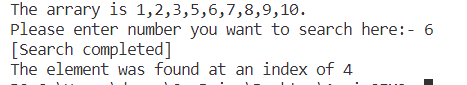 The arrary is 1,2,3,5,6,7,8,9,10.
Please enter number you want to search here:- 6
[Search completed]
The element was found at an index of 4